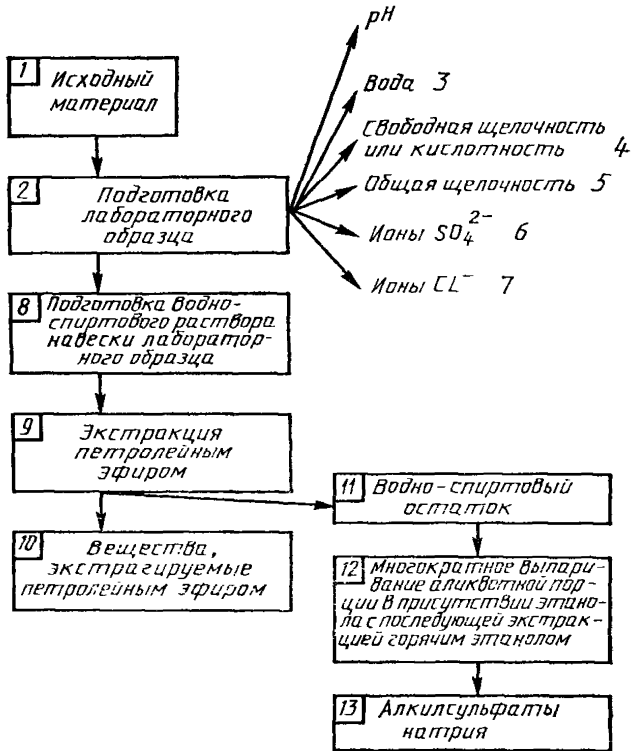 1 Исходный
материал
2 Подготовка
лабораторного
образца
pH
Вода 3
Свободная щелочность
или кислотность 4
Общая щелочность 5
Ионы SO₄²⁻ 6
Ионы CL⁻ 7
8 Подготовка водно-
спиртового раствора
навески лаборатор-
ного образца
9 Экстракция
петролейным
эфиром
10 Вещества,
экстрагируемые
петролейным эфиром
11 Водно-спиртовый
остаток
12 Многократное выпари-
вание аликвотной пор-
ции в присутствии этано-
ла с последующей экстрак-
цией горячим этанолом
13 Алкилсульфаты
натрия